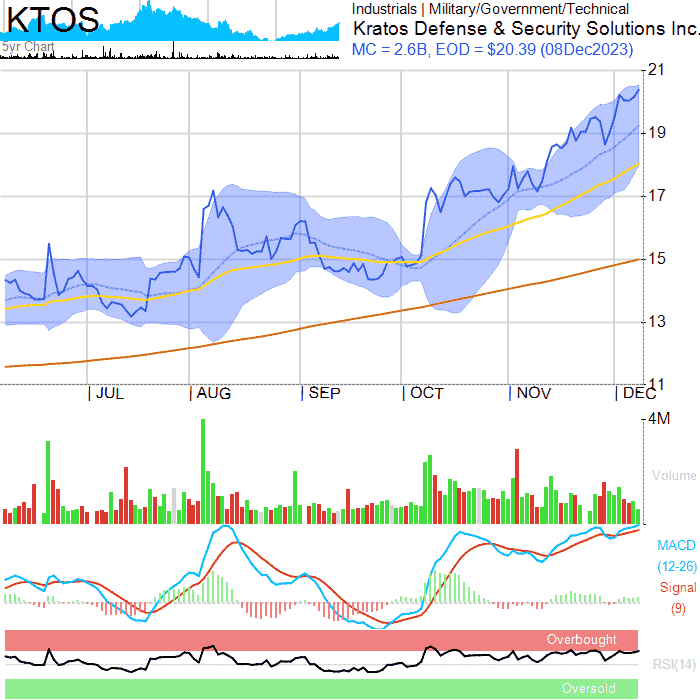 KTOS
5yr Chart
Industrials | Military/Government/Technical
Kratos Defense & Security Solutions Inc.
MC = 2.6B, EOD = $20.39 (08Dec2023)
21
19
17
15
13
11
JUL AUG SEP OCT NOV DEC
4M
Volume
MACD
(12-26)
Signal
(9)
Overbought
RSI(14)
Oversold